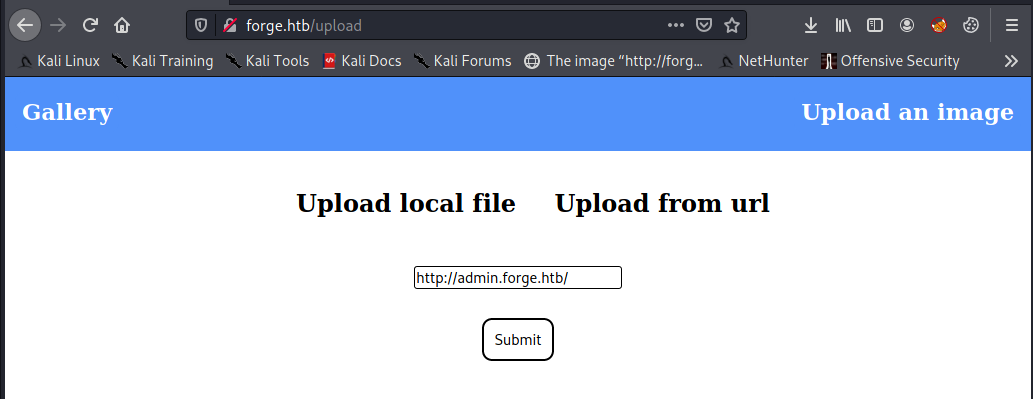 forge.htb/upload
Kali Linux Kali Training Kali Tools Kali Docs Kali Forums The image “http://forg… NetHunter Offensive Security
Gallery Upload an image
Upload local file Upload from url
http://admin.forge.htb/
Submit